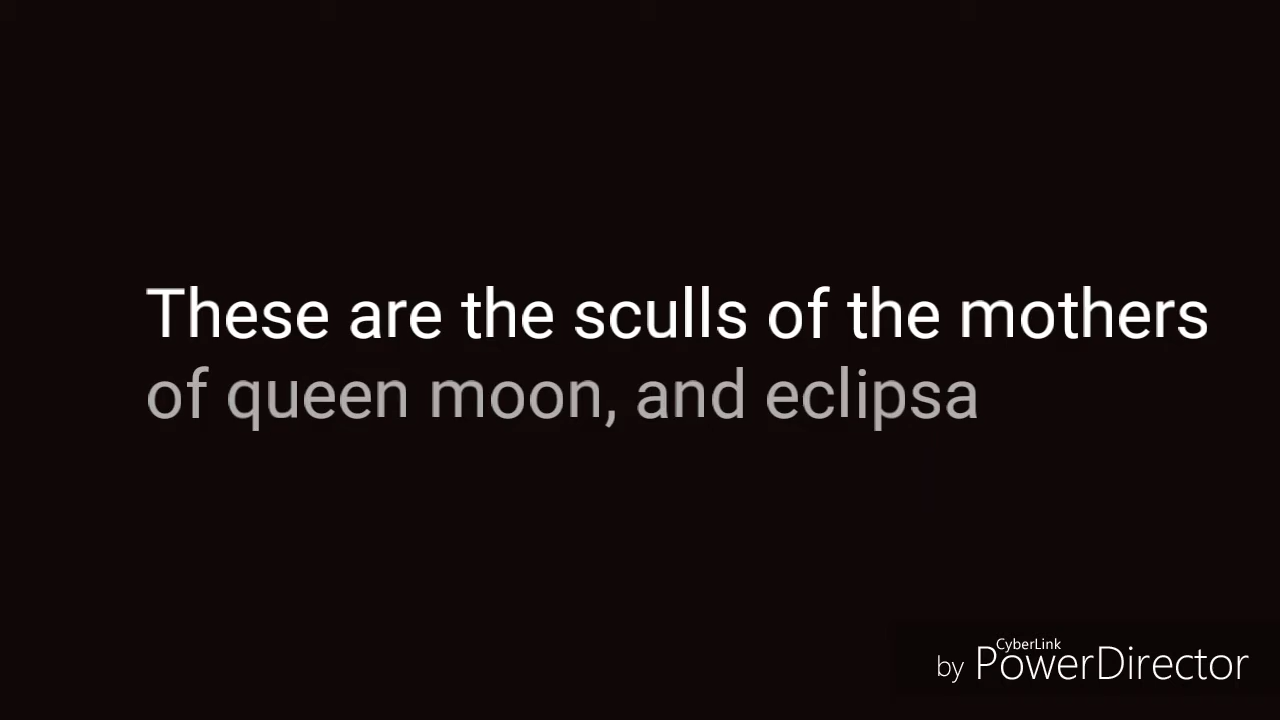 These are the sculls of the mothers
of queen moon, and eclipsa
CyberLink
by PowerDirector